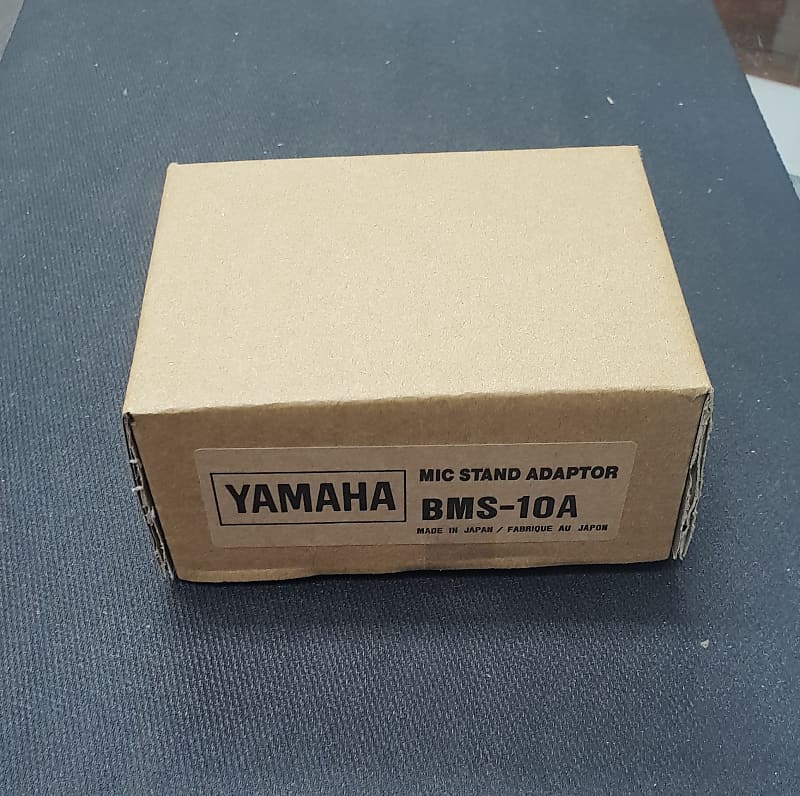 YAMAHA
MIC STAND ADAPTOR
BMS-10A
MADE IN JAPAN / FABRIQUE AU JAPON